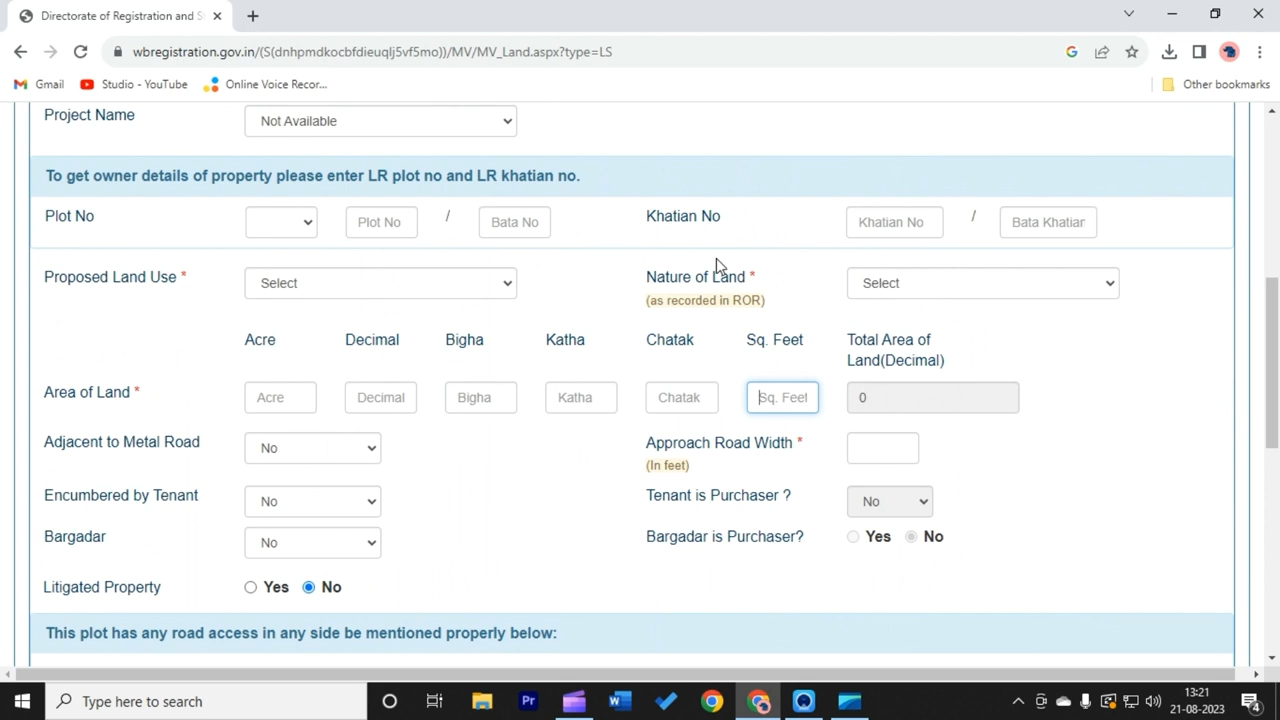 Directorate of Registration and S
wbregistration.gov.in/(S(dnhpmdkocbfdieuqlj5vf5mo))/MV/MV_Land.aspx?type=LS
Gmail Studio - YouTube Online Voice Recor... Other bookmarks
Project Name Not Available
To get owner details of property please enter LR plot no and LR khatian no.
Plot No Plot No / Bata No Khatian No Khatian No / Bata Khatian
Proposed Land Use * Select Nature of Land * Select
(as recorded in ROR)
Acre Decimal Bigha Katha Chatak Sq. Feet Total Area of
Land(Decimal)
Area of Land * Acre Decimal Bigha Katha Chatak Sq. Feet 0
Adjacent to Metal Road No Approach Road Width *
(In feet)
Encumbered by Tenant No Tenant is Purchaser ? No
Bargadar No Bargadar is Purchaser? Yes No
Litigated Property Yes No
This plot has any road access in any side be mentioned properly below:
Type here to search
13:21
21-08-2023
4